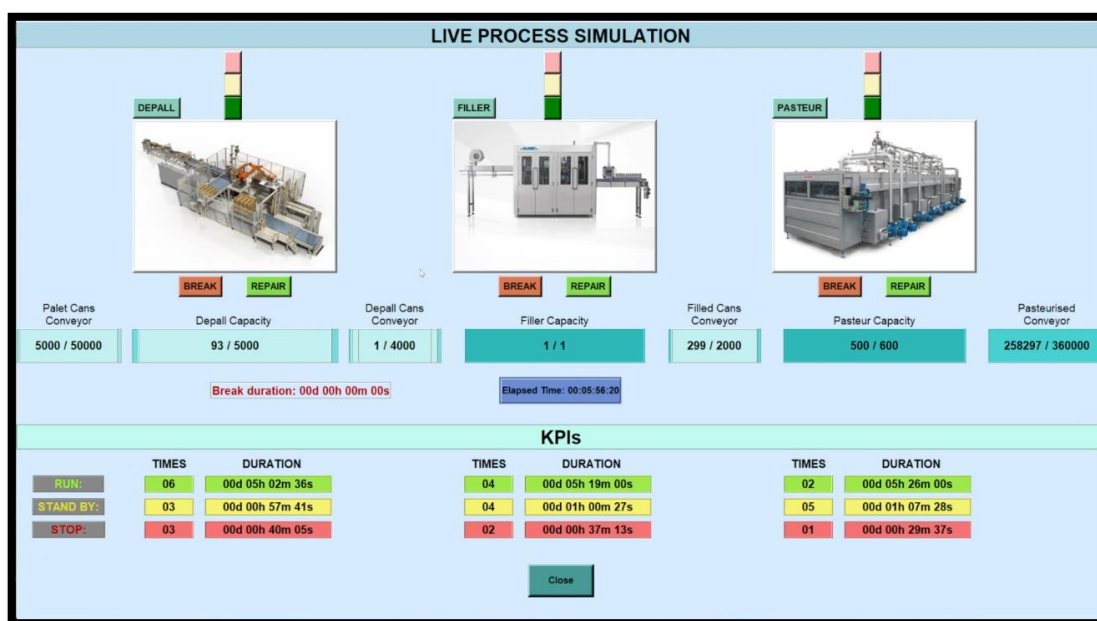 LIVE PROCESS SIMULATION
DEPALL
FILLER
PASTEUR
BREAK
REPAIR
BREAK
REPAIR
BREAK
REPAIR
Palet Cans
Conveyor
5000 / 50000
Depall Capacity
93 / 5000
Depall Cans
Conveyor
1 / 4000
Filler Capacity
1 / 1
Filled Cans
Conveyor
299 / 2000
Pasteur Capacity
500 / 600
Pasteurised
Conveyor
258297 / 360000
Break duration: 00d 00h 00m 00s
Elapsed Time: 00:05:56:20
KPIs
TIMES DURATION TIMES DURATION TIMES DURATION
RUN: 06 00d 05h 02m 36s 04 00d 05h 19m 00s 02 00d 05h 26m 00s
STAND BY: 03 00d 00h 57m 41s 04 00d 01h 00m 27s 05 00d 01h 07m 28s
STOP: 03 00d 00h 40m 05s 02 00d 00h 37m 13s 01 00d 00h 29m 37s
Close